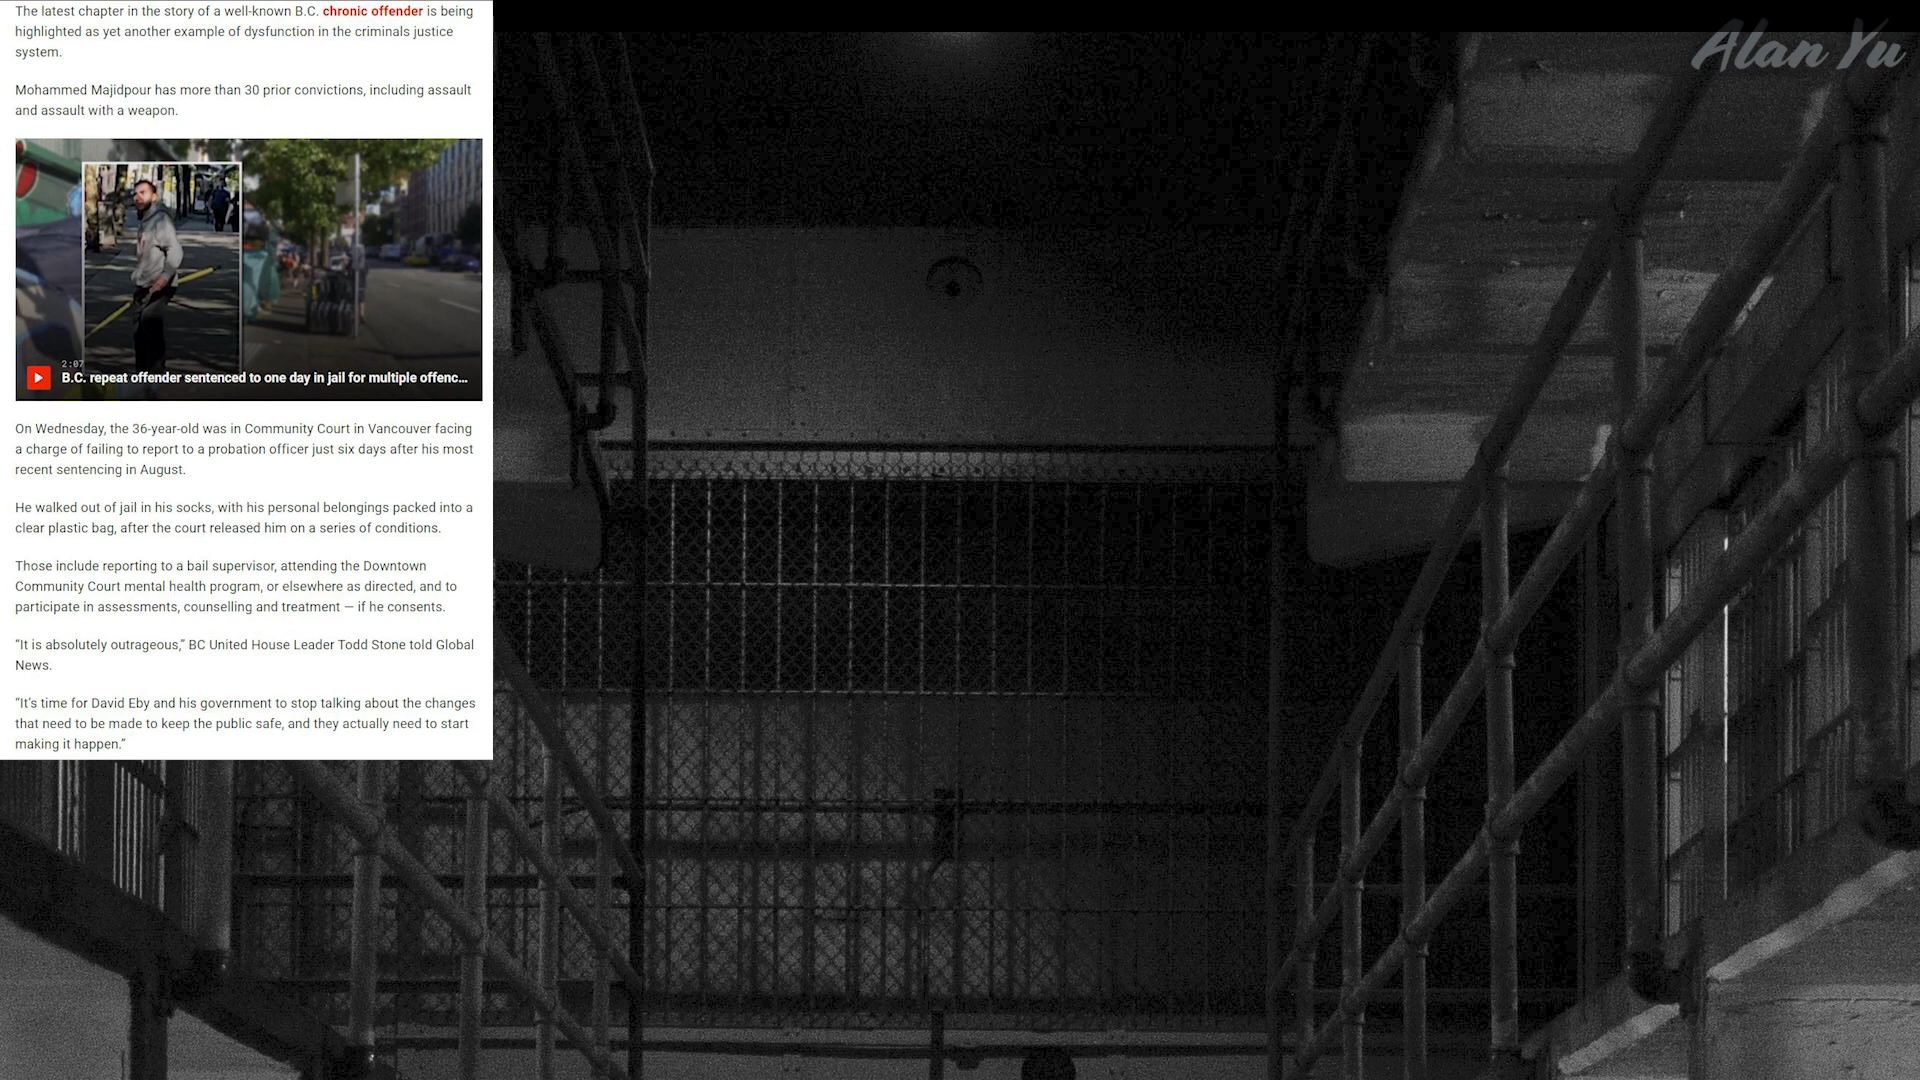 Alan Yu
The latest chapter in the story of a well-known B.C. chronic offender is being
highlighted as yet another example of dysfunction in the criminals justice
system.
Mohammed Majidpour has more than 30 prior convictions, including assault
and assault with a weapon.
2:07
B.C. repeat offender sentenced to one day in jail for multiple offenc...
On Wednesday, the 36-year-old was in Community Court in Vancouver facing
a charge of failing to report to a probation officer just six days after his most
recent sentencing in August.
He walked out of jail in his socks, with his personal belongings packed into a
clear plastic bag, after the court released him on a series of conditions.
Those include reporting to a bail supervisor, attending the Downtown
Community Court mental health program, or elsewhere as directed, and to
participate in assessments, counselling and treatment — if he consents.
“It is absolutely outrageous,” BC United House Leader Todd Stone told Global
News.
“It’s time for David Eby and his government to stop talking about the changes
that need to be made to keep the public safe, and they actually need to start
making it happen.”